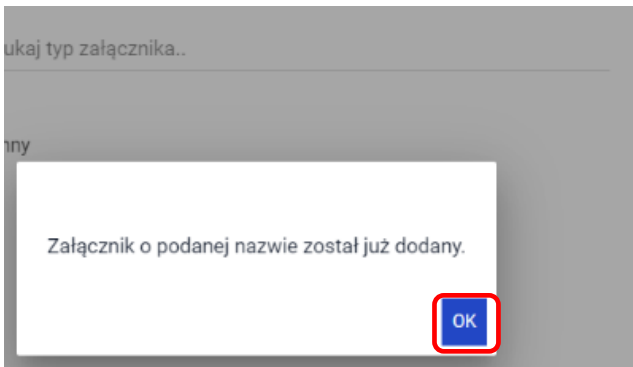 ukaj typ załącznika..
nny
Załącznik o podanej nazwie został już dodany.
OK